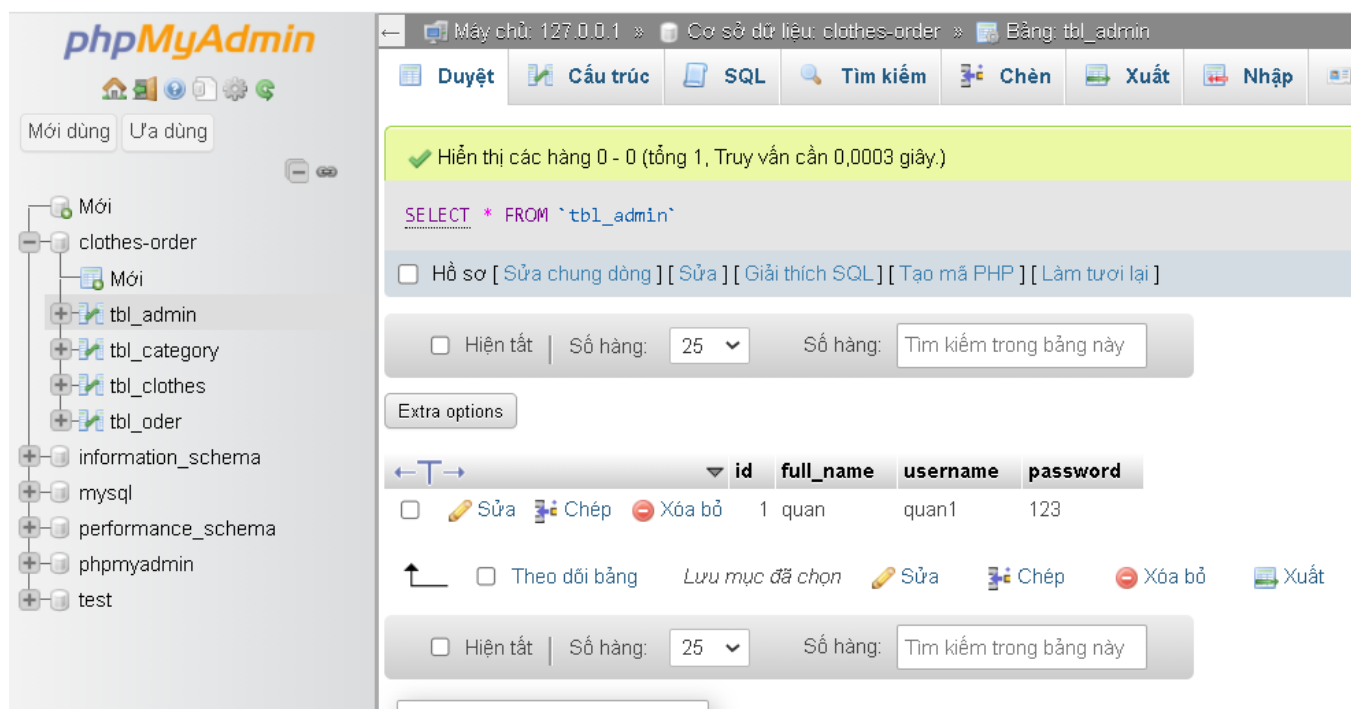 phpMyAdmin
Mới dùng Ưa dùng
Mới
clothes-order
Mới
tbl_admin
tbl_category
tbl_clothes
tbl_oder
information_schema
mysql
performance_schema
phpmyadmin
test
← Máy chủ: 127.0.0.1 » Cơ sở dữ liệu: clothes-order » Bảng: tbl_admin
Duyệt Cấu trúc SQL Tìm kiếm Chèn Xuất Nhập
Hiển thị các hàng 0 - 0 (tổng 1, Truy vấn cần 0,0003 giây.)
SELECT * FROM `tbl_admin`
Hồ sơ [ Sửa chung dòng ] [ Sửa ] [ Giải thích SQL ] [ Tạo mã PHP ] [ Làm tươi lại ]
Hiện tất | Số hàng: 25 Số hàng: Tìm kiếm trong bảng này
Extra options
←T→ id full_name username password
Sửa Chép Xóa bỏ 1 quan quan1 123
Theo dõi bảng Lưu mục đã chọn Sửa Chép Xóa bỏ Xuất
Hiện tất | Số hàng: 25 Số hàng: Tìm kiếm trong bảng này